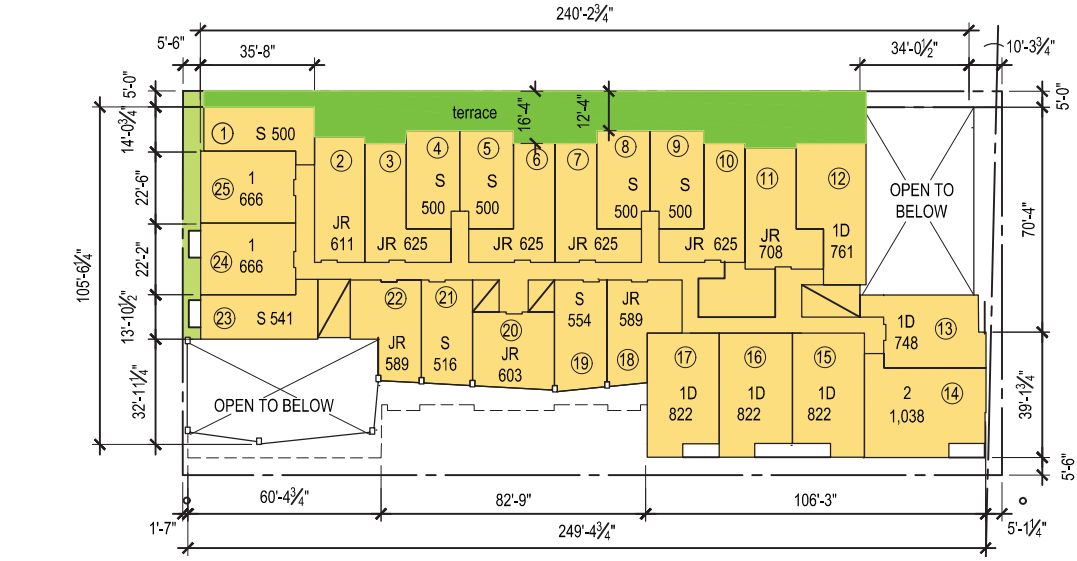 240'-2¾"
5'-6"
35'-8"
34'-0½"
10'-3¾"
5'-0"
terrace
16'-4"
12'-4"
5'-0"
14'-0¾"
22'-6"
22'-2"
13'-10½"
32'-11¼"
105'-6¼"
70'-4"
39'-1¾"
5'-6"
1
S 500
2
JR
611
3
JR 625
4
S
500
5
S
500
6
JR 625
7
JR 625
8
S
500
9
S
500
10
JR 625
11
JR
708
12
1D
761
OPEN TO
BELOW
25
1
666
24
1
666
23
S 541
22
JR
589
21
S
516
20
JR
603
S
554
19
JR
589
18
17
1D
822
16
1D
822
15
1D
822
1D
748
13
2
1,038
14
OPEN TO BELOW
60'-4¾"
82'-9"
106'-3"
1'-7"
249'-4¾"
5'-1¼"